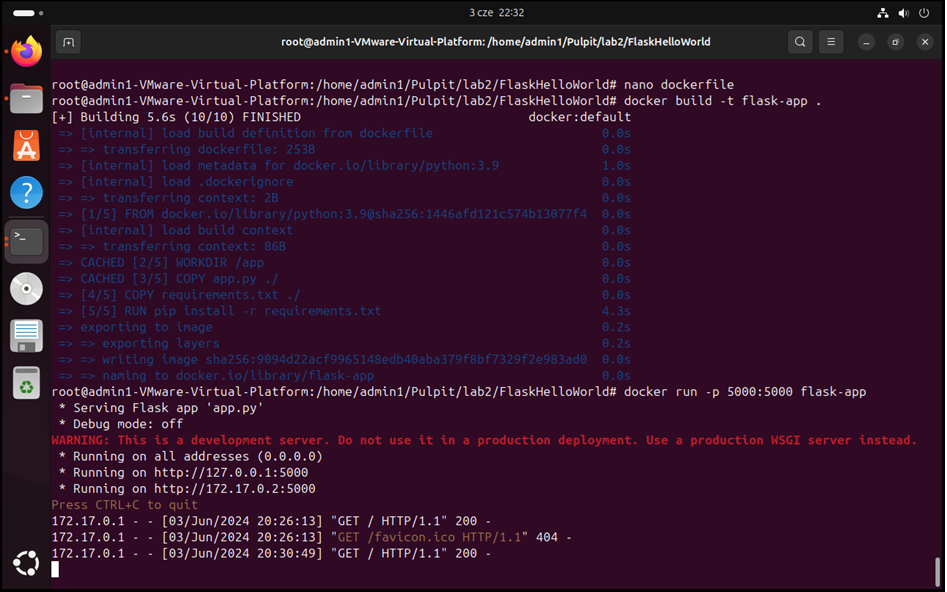 3 cze 22:32
root@admin1-VMware-Virtual-Platform: /home/admin1/Pulpit/lab2/FlaskHelloWorld
root@admin1-VMware-Virtual-Platform:/home/admin1/Pulpit/lab2/FlaskHelloWorld# nano dockerfile
root@admin1-VMware-Virtual-Platform:/home/admin1/Pulpit/lab2/FlaskHelloWorld# docker build -t flask-app .
[+] Building 5.6s (10/10) FINISHED docker:default
=> [internal] load build definition from dockerfile 0.0s
=> => transferring dockerfile: 253B 0.0s
=> [internal] load metadata for docker.io/library/python:3.9 1.0s
=> [internal] load .dockerignore 0.0s
=> => transferring context: 2B 0.0s
=> [1/5] FROM docker.io/library/python:3.9@sha256:1446afd121c574b13077f4 0.0s
=> [internal] load build context 0.0s
=> => transferring context: 86B 0.0s
=> CACHED [2/5] WORKDIR /app 0.0s
=> CACHED [3/5] COPY app.py ./ 0.0s
=> [4/5] COPY requirements.txt ./ 0.0s
=> [5/5] RUN pip install -r requirements.txt 4.3s
=> exporting to image 0.2s
=> => exporting layers 0.2s
=> => writing image sha256:9094d22acf9965148edb40aba379f8bf7329f2e983ad0 0.0s
=> => naming to docker.io/library/flask-app 0.0s
root@admin1-VMware-Virtual-Platform:/home/admin1/Pulpit/lab2/FlaskHelloWorld# docker run -p 5000:5000 flask-app
* Serving Flask app 'app.py'
* Debug mode: off
WARNING: This is a development server. Do not use it in a production deployment. Use a production WSGI server instead.
* Running on all addresses (0.0.0.0)
* Running on http://127.0.0.1:5000
* Running on http://172.17.0.2:5000
Press CTRL+C to quit
172.17.0.1 - - [03/Jun/2024 20:26:13] "GET / HTTP/1.1" 200 -
172.17.0.1 - - [03/Jun/2024 20:26:13] "GET /favicon.ico HTTP/1.1" 404 -
172.17.0.1 - - [03/Jun/2024 20:30:49] "GET / HTTP/1.1" 200 -